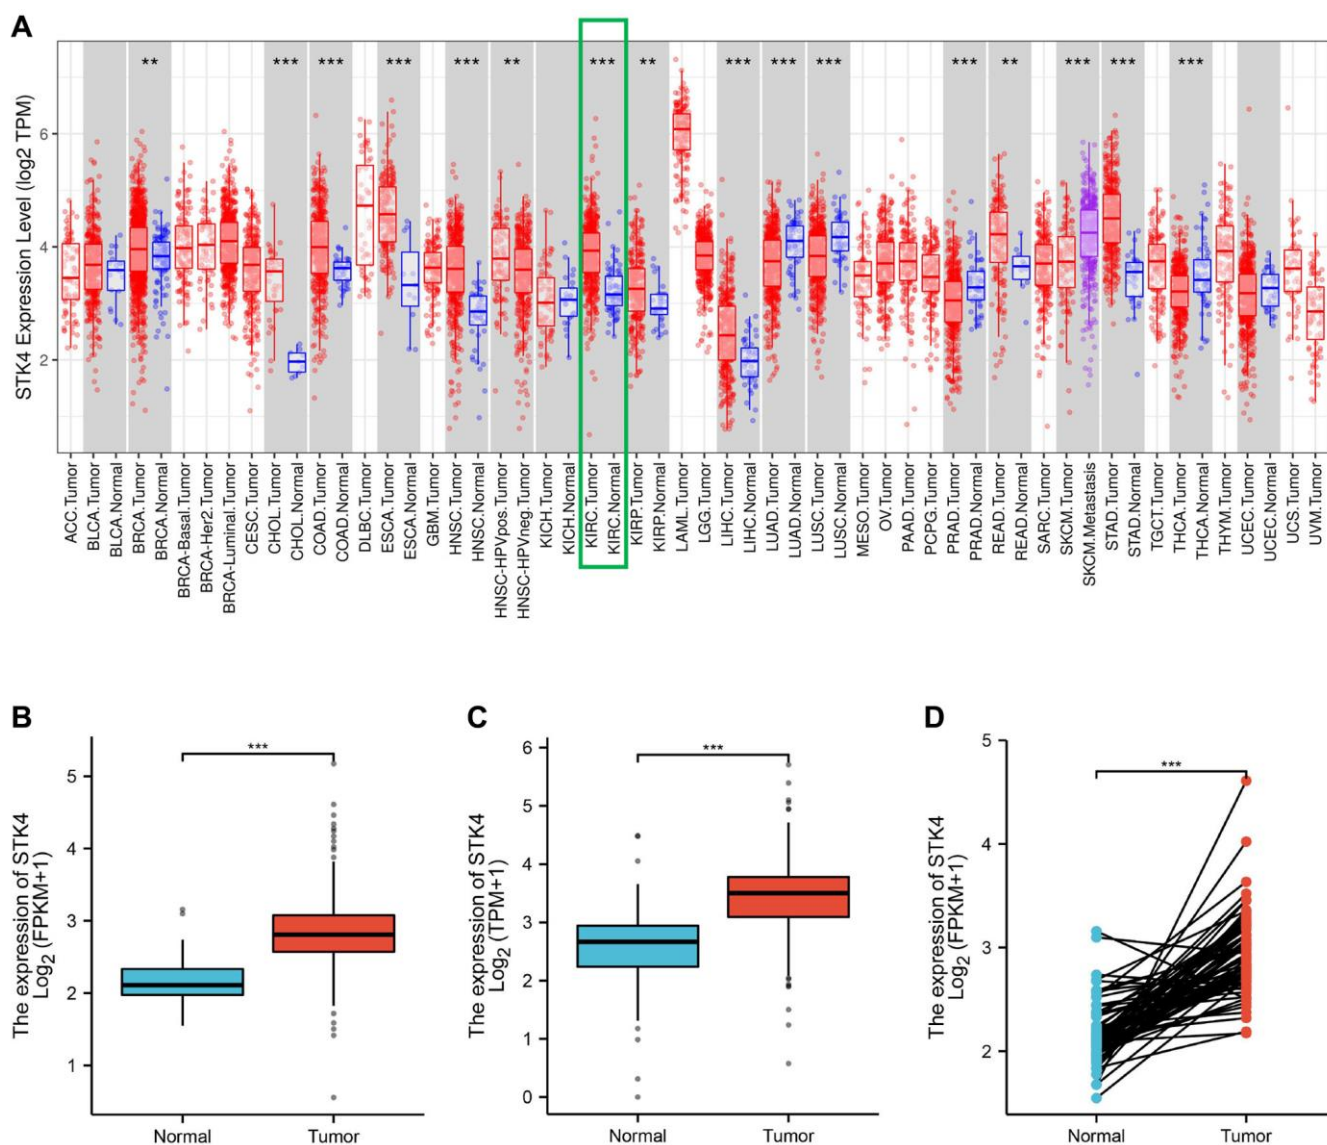 A
** *** *** *** *** ** *** ** *** *** *** *** ** *** *** ***
STK4 Expression Level (log2 TPM)
6
4
2
ACC.Tumor
BLCA.Tumor
BLCA.Normal
BRCA.Tumor
BRCA.Normal
BRCA-Basal.Tumor
BRCA-Her2.Tumor
BRCA-Luminal.Tumor
CESC.Tumor
CHOL.Tumor
CHOL.Normal
COAD.Tumor
COAD.Normal
DLBC.Tumor
ESCA.Tumor
ESCA.Normal
GBM.Tumor
HNSC.Tumor
HNSC.Normal
HNSC-HPVpos.Tumor
HNSC-HPVneg.Tumor
KICH.Tumor
KICH.Normal
KIRC.Tumor
KIRC.Normal
KIRP.Tumor
KIRP.Normal
LAML.Tumor
LGG.Tumor
LIHC.Tumor
LIHC.Normal
LUAD.Tumor
LUAD.Normal
LUSC.Tumor
LUSC.Normal
MESO.Tumor
OV.Tumor
PAAD.Tumor
PCPG.Tumor
PRAD.Tumor
PRAD.Normal
READ.Tumor
READ.Normal
SARC.Tumor
SKCM.Tumor
SKCM.Metastasis
STAD.Tumor
STAD.Normal
TGCT.Tumor
THCA.Tumor
THCA.Normal
THYM.Tumor
UCEC.Tumor
UCEC.Normal
UCS.Tumor
UVM.Tumor
B
***
The expression of STK4
Log2 (FPKM+1)
5
4
3
2
1
Normal Tumor
C
***
The expression of STK4
Log2 (TPM+1)
6
5
4
3
2
1
0
Normal Tumor
D
***
The expression of STK4
Log2 (FPKM+1)
5
4
3
2
Normal Tumor